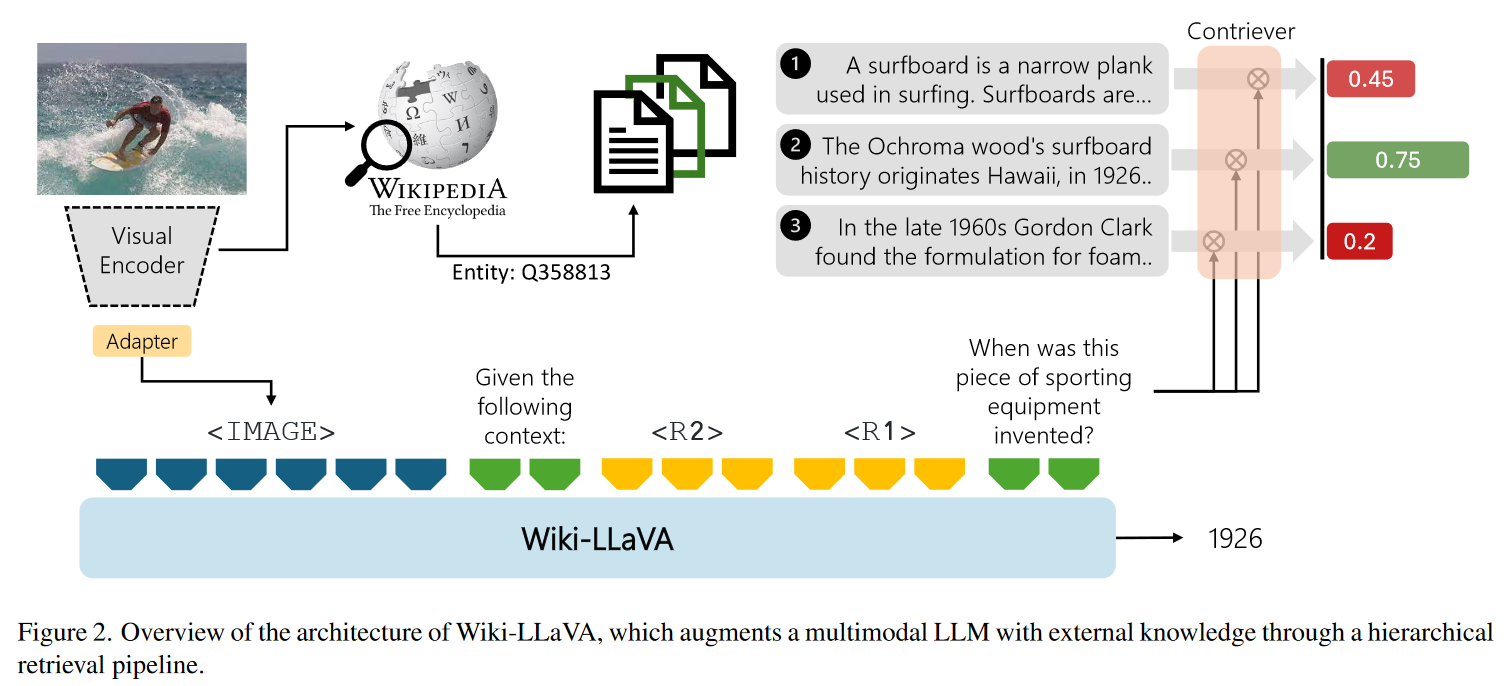 Contriever
1 A surfboard is a narrow plank
used in surfing. Surfboards are...
0.45
2 The Ochroma wood's surfboard
history originates Hawaii, in 1926..
0.75
3 In the late 1960s Gordon Clark
found the formulation for foam..
0.2
WIKIPEDIA
The Free Encyclopedia
Visual
Encoder
Entity: Q358813
Adapter
<IMAGE>
Given the
following
context:
<R2>
<R1>
When was this
piece of sporting
equipment
invented?
Wiki-LLaVA
1926
Figure 2. Overview of the architecture of Wiki-LLaVA, which augments a multimodal LLM with external knowledge through a hierarchical
retrieval pipeline.